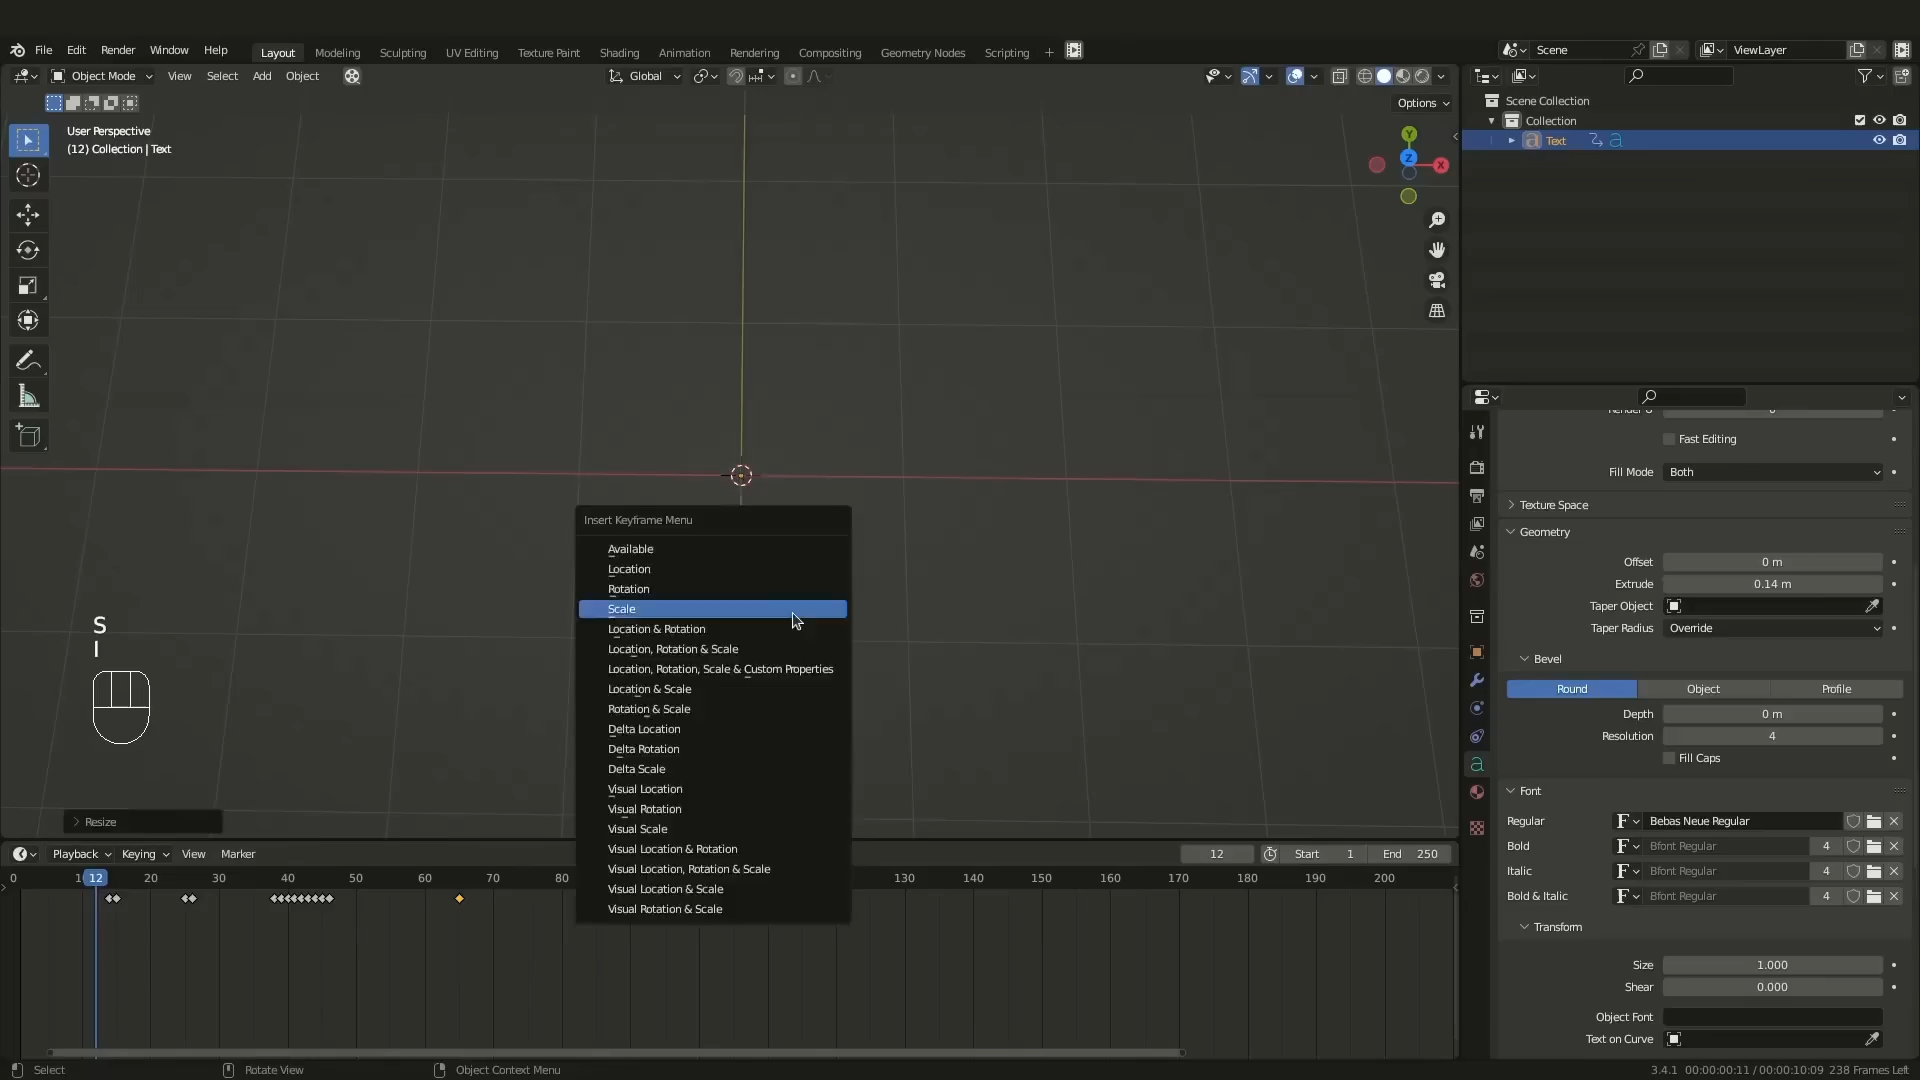 File Edit Render Window Help Layout Modeling Sculpting UV Editing Texture Paint Shading Animation Rendering Compositing Geometry Nodes Scripting + Scene ViewLayer
Object Mode View Select Add Object Global
Options
Scene Collection
Collection
Text
User Perspective
(12) Collection | Text
Y
Z
X
Fast Editing
Fill Mode Both
Texture Space
Geometry
Offset 0 m
Extrude 0.14 m
Taper Object
Taper Radius Override
Bevel
Round Object Profile
Depth 0 m
Resolution 4
Fill Caps
Font
Regular F Bebas Neue Regular
Bold F Bfont Regular 4
Italic F Bfont Regular 4
Bold & Italic F Bfont Regular 4
Transform
Size 1.000
Shear 0.000
Object Font
Text on Curve
Insert Keyframe Menu
Available
Location
Rotation
Scale
Location & Rotation
Location, Rotation & Scale
Location, Rotation, Scale & Custom Properties
Location & Scale
Rotation & Scale
Delta Location
Delta Rotation
Delta Scale
Visual Location
Visual Rotation
Visual Scale
Visual Location & Rotation
Visual Location, Rotation & Scale
Visual Location & Scale
Visual Rotation & Scale
S
I
Resize
Playback Keying View Marker 12 Start 1 End 250
0 12 20 30 40 50 60 70 80 130 140 150 160 170 180 190 200
Select Rotate View Object Context Menu 3.4.1 00:00:00:11 / 00:00:10:09 238 Frames Left